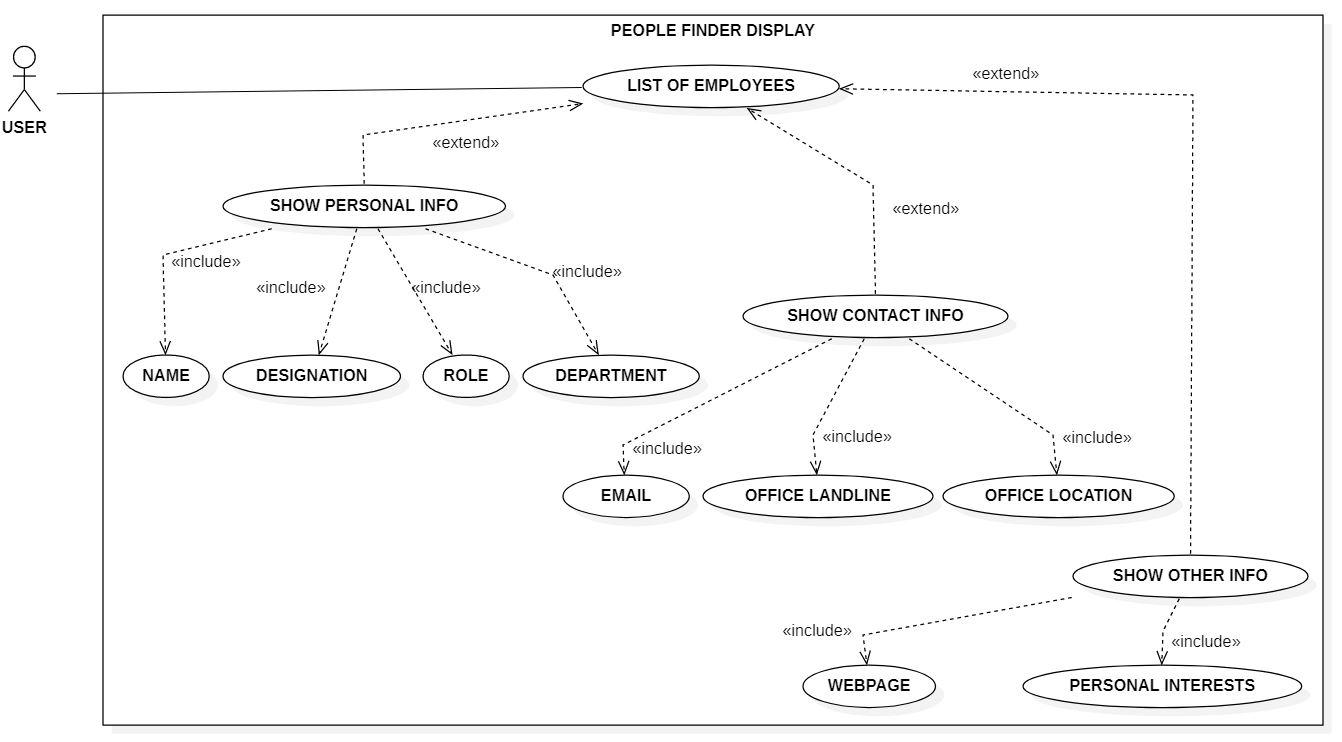 PEOPLE FINDER DISPLAY
«extend»
LIST OF EMPLOYEES
USER
«extend»
SHOW PERSONAL INFO
«extend»
«include»
«include»
«include»
«include»
SHOW CONTACT INFO
NAME
DESIGNATION
ROLE
DEPARTMENT
«include»
«include»
«include»
EMAIL
OFFICE LANDLINE
OFFICE LOCATION
SHOW OTHER INFO
«include»
«include»
WEBPAGE
PERSONAL INTERESTS